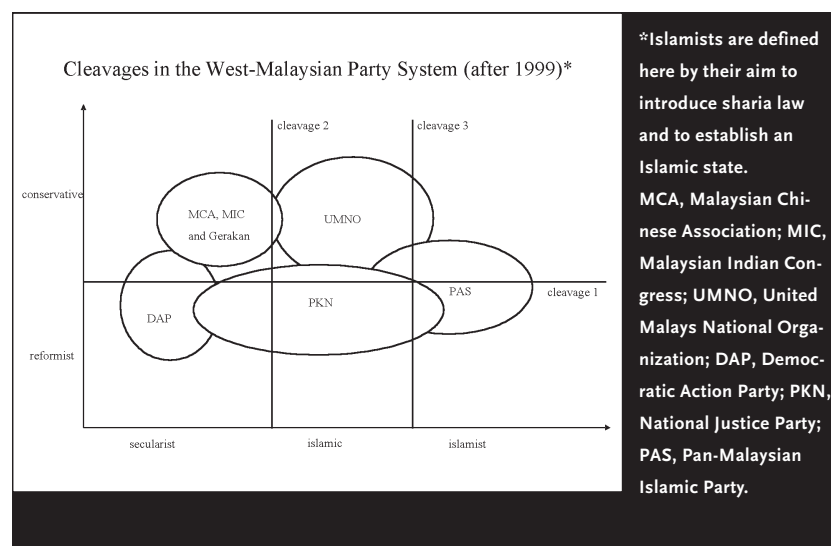 Cleavages in the West-Malaysian Party System (after 1999)*
cleavage 2
cleavage 3
conservative
MCA, MIC
and Gerakan
UMNO
PAS
cleavage 1
PKN
DAP
reformist
secularist
islamic
islamist
*Islamists are defined
here by their aim to
introduce sharia law
and to establish an
Islamic state.
MCA, Malaysian Chi-
nese Association; MIC,
Malaysian Indian Con-
gress; UMNO, United
Malays National Orga-
nization; DAP, Democ-
ratic Action Party; PKN,
National Justice Party;
PAS, Pan-Malaysian
Islamic Party.